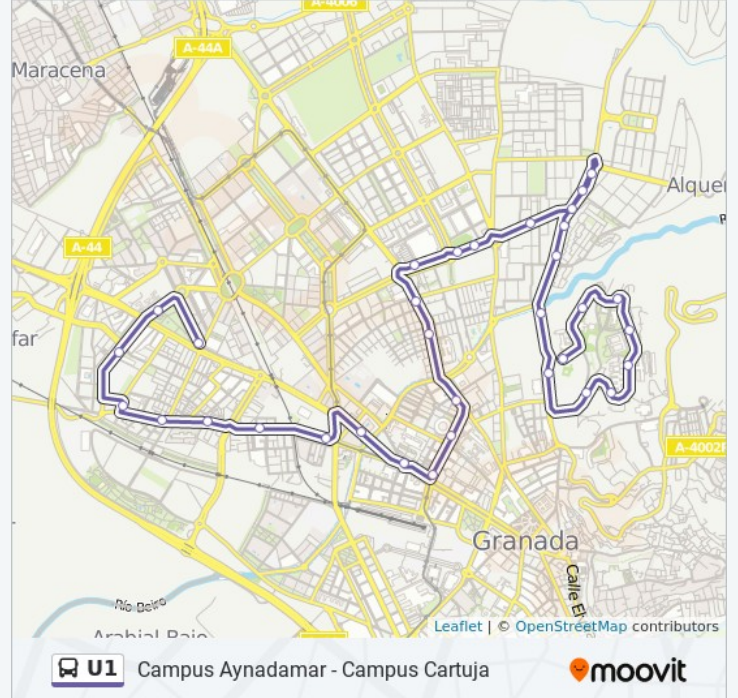 A-4006
A-44A
Maracena
Alque
A-44
far
A-4002
Granada
Calle El
Río Beiro
Arabial Bajo
Leaflet | © OpenStreetMap contributors
U1 Campus Aynadamar - Campus Cartuja
moovit